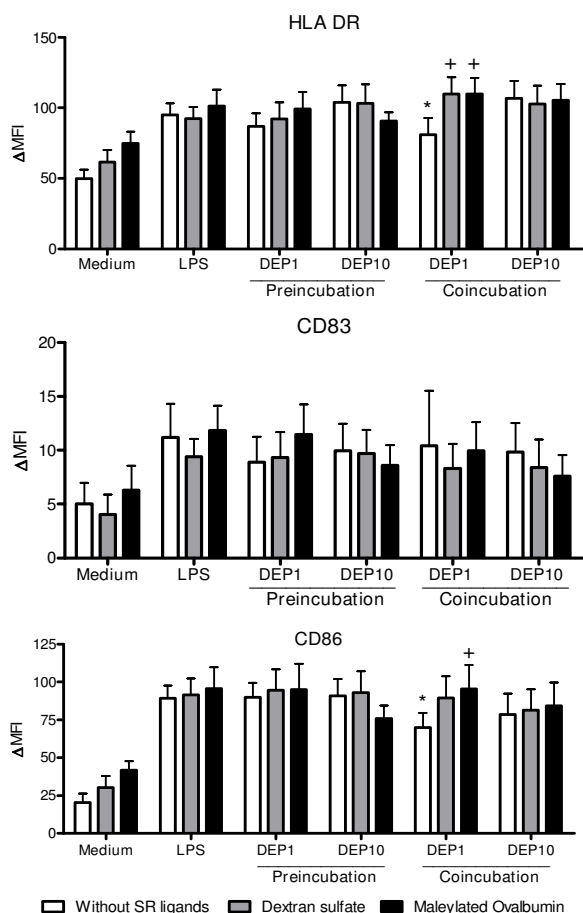 HLA DR
150
100
50
0
ΔMFI
* + +
Medium LPS DEP1 DEP10 DEP1 DEP10
Preincubation Coincubation
CD83
20
15
10
5
0
ΔMFI
Medium LPS DEP1 DEP10 DEP1 DEP10
Preincubation Coincubation
CD86
125
100
75
50
25
0
ΔMFI
* +
Medium LPS DEP1 DEP10 DEP1 DEP10
Preincubation Coincubation
Without SR ligands Dextran sulfate Maleylated Ovalbumin